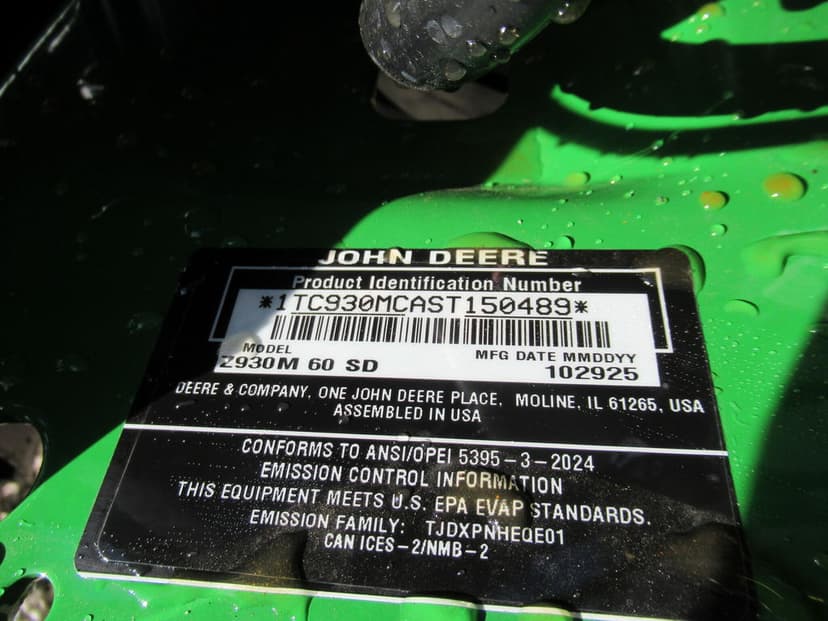 JOHN DEERE
Product Identification Number
*1TC930MCAST150489*
MODEL MFG DATE MMDDYY
Z930M 60 SD 102925
DEERE & COMPANY, ONE JOHN DEERE PLACE, MOLINE, IL 61265, USA
ASSEMBLED IN USA
CONFORMS TO ANSI/OPEI 5395-3-2024
EMISSION CONTROL INFORMATION
THIS EQUIPMENT MEETS U.S. EPA EVAP STANDARDS.
EMISSION FAMILY: TJDXPNHEQE01
CAN ICES-2/NMB-2